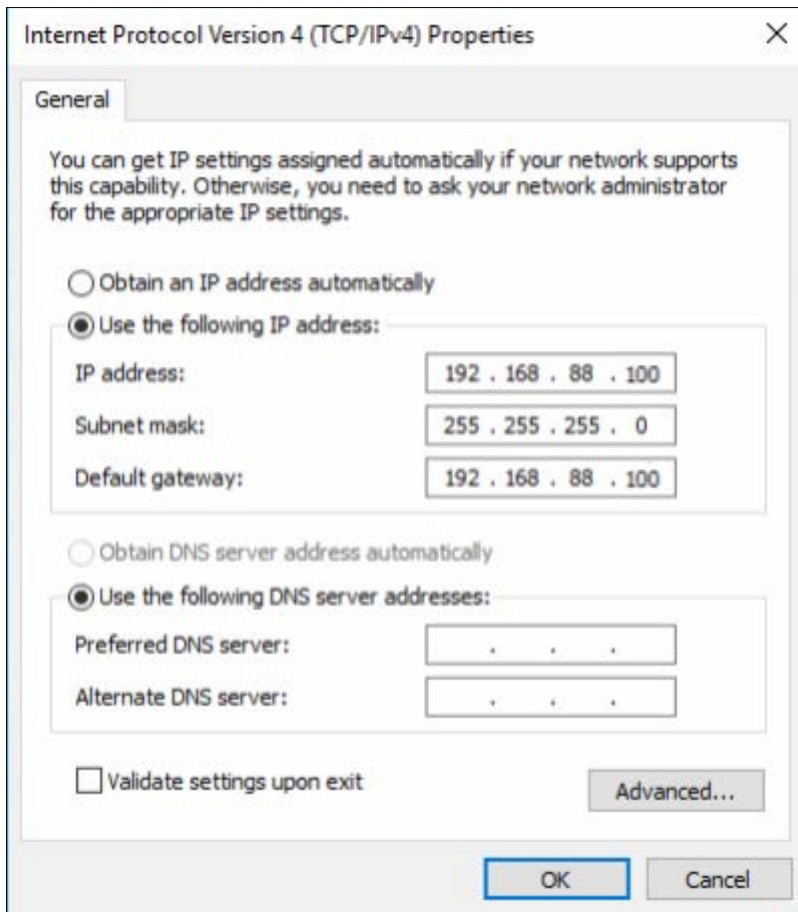 Internet Protocol Version 4 (TCP/IPv4) Properties
General
You can get IP settings assigned automatically if your network supports
this capability. Otherwise, you need to ask your network administrator
for the appropriate IP settings.
Obtain an IP address automatically
Use the following IP address:
IP address: 192 . 168 . 88 . 100
Subnet mask: 255 . 255 . 255 . 0
Default gateway: 192 . 168 . 88 . 100
Obtain DNS server address automatically
Use the following DNS server addresses:
Preferred DNS server: . . .
Alternate DNS server: . . .
Validate settings upon exit
Advanced...
OK Cancel